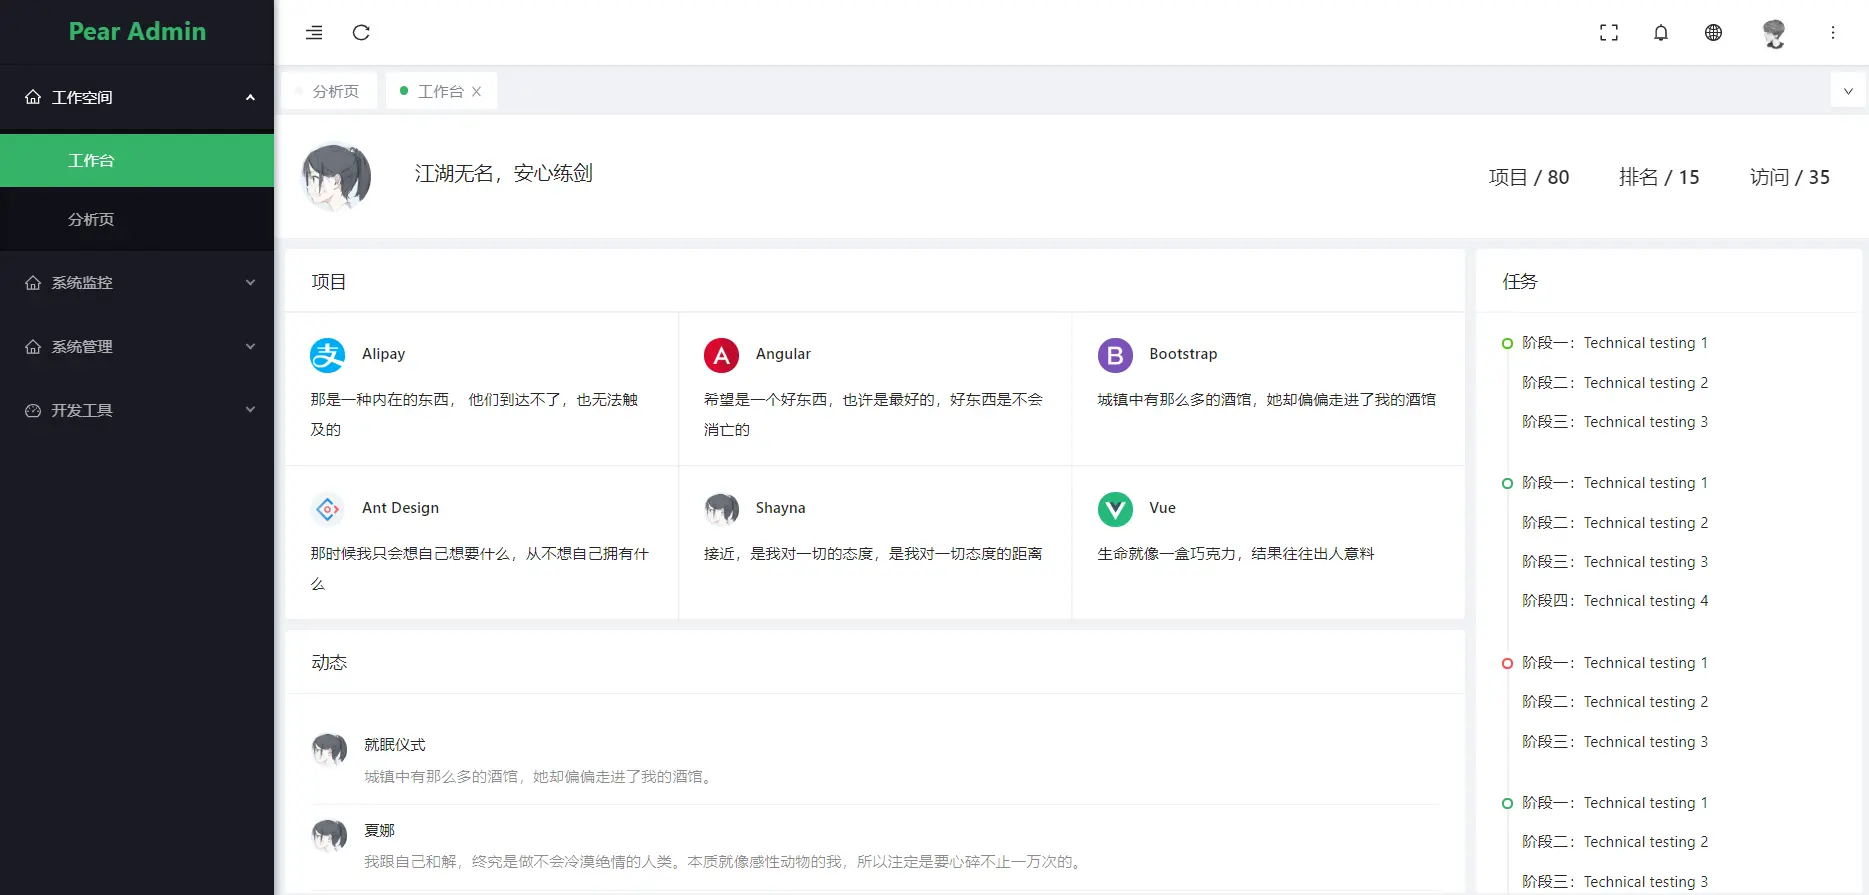 Pear Admin
工作空间
工作台
分析页
系统监控
系统管理
开发工具
分析页
工作台
江湖无名，安心练剑
项目 / 80
排名 / 15
访问 / 35
项目
Alipay
那是一种内在的东西， 他们到达不了，也无法触
及的
Angular
希望是一个好东西，也许是最好的，好东西是不会
消亡的
Bootstrap
城镇中有那么多的酒馆，她却偏偏走进了我的酒馆
Ant Design
那时候我只会想自己想要什么，从不想自己拥有什
么
Shayna
接近，是我对一切的态度，是我对一切态度的距离
Vue
生命就像一盒巧克力，结果往往出人意料
动态
就眠仪式
城镇中有那么多的酒馆，她却偏偏走进了我的酒馆。
夏娜
我跟自己和解，终究是做不会冷漠绝情的人类。本质就像感性动物的我，所以注定是要心碎不止一万次的。
任务
阶段一：Technical testing 1
阶段二：Technical testing 2
阶段三：Technical testing 3
阶段一：Technical testing 1
阶段二：Technical testing 2
阶段三：Technical testing 3
阶段四：Technical testing 4
阶段一：Technical testing 1
阶段二：Technical testing 2
阶段三：Technical testing 3
阶段一：Technical testing 1
阶段二：Technical testing 2
阶段三：Technical testing 3